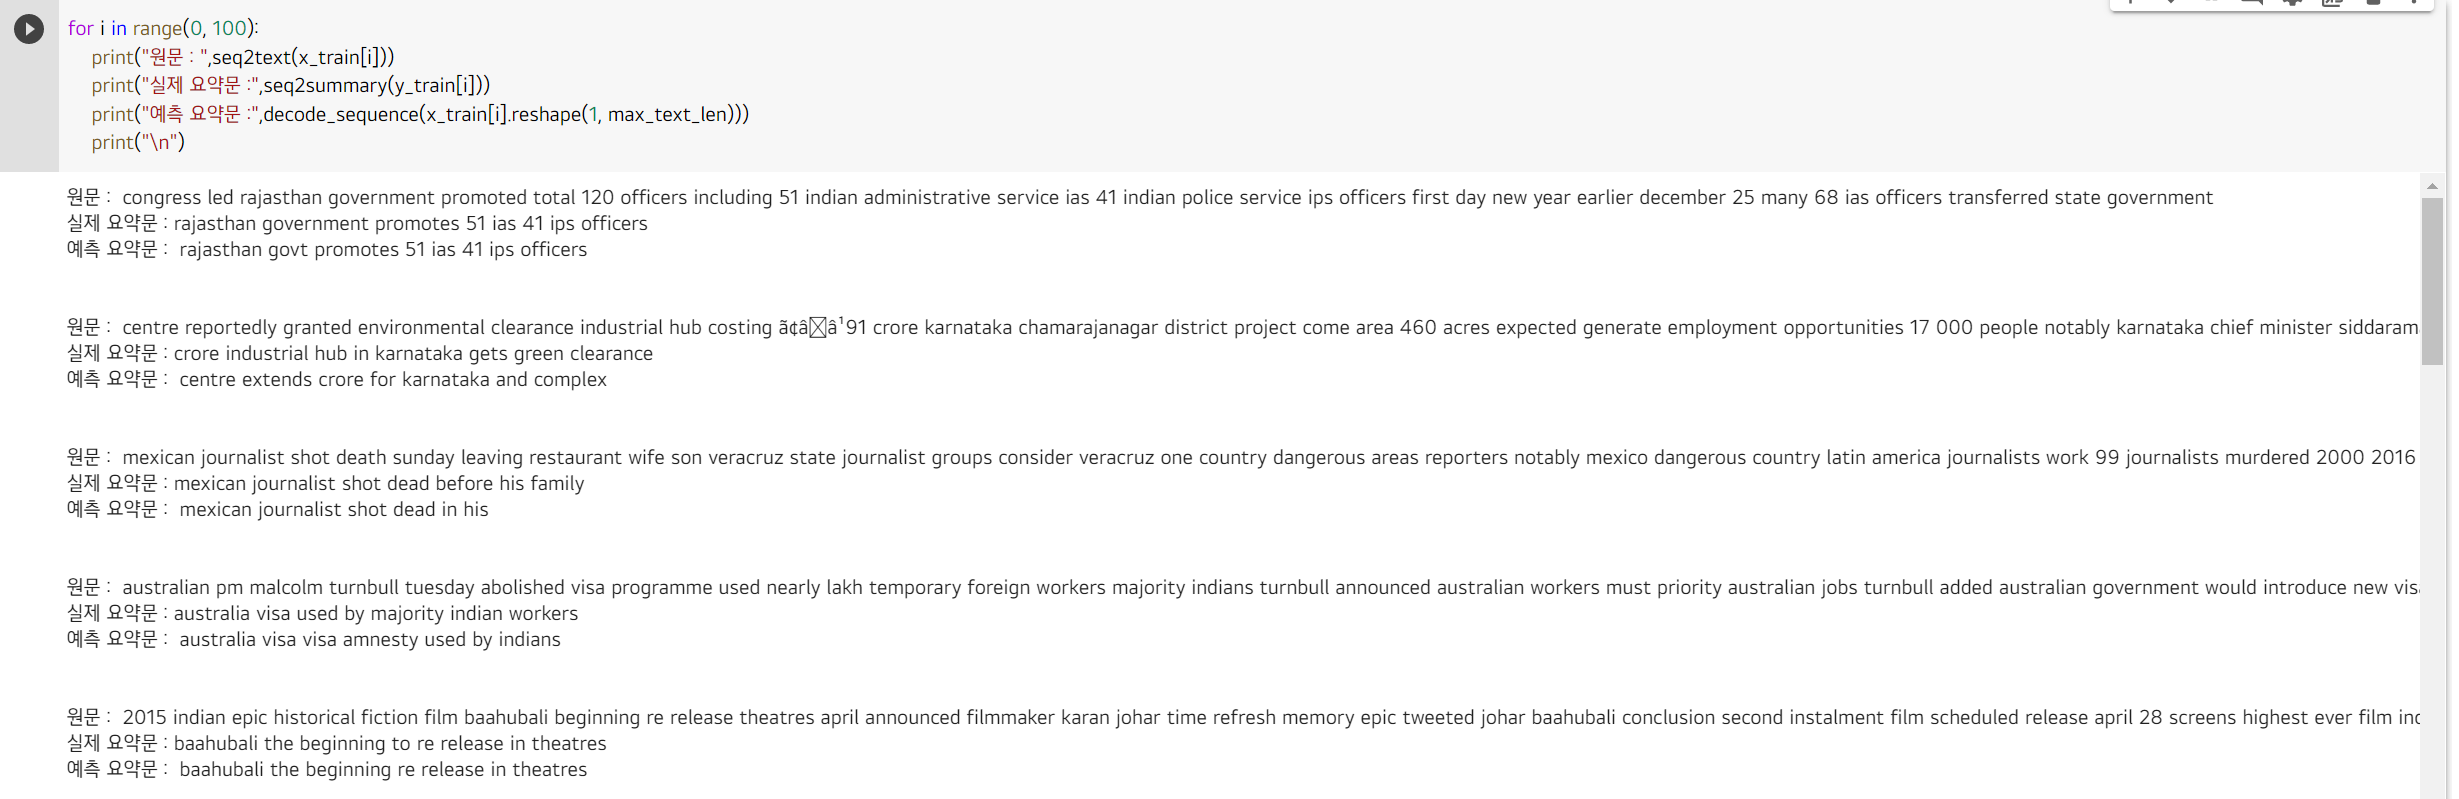 for i in range(0, 100):
    print("원문 : ",seq2text(x_train[i]))
    print("실제 요약문 :",seq2summary(y_train[i]))
    print("예측 요약문 :",decode_sequence(x_train[i].reshape(1, max_text_len)))
    print("\n")
원문 : congress led rajasthan government promoted total 120 officers including 51 indian administrative service ias 41 indian police service ips officers first day new year earlier december 25 many 68 ias officers transferred state government
실제 요약문 : rajasthan government promotes 51 ias 41 ips officers
예측 요약문 : rajasthan govt promotes 51 ias 41 ips officers
원문 : centre reportedly granted environmental clearance industrial hub costing 91 crore karnataka chamarajanagar district project come area 460 acres expected generate employment opportunities 17 000 people notably karnataka chief minister siddaram
실제 요약문 : crore industrial hub in karnataka gets green clearance
예측 요약문 : centre extends crore for karnataka and complex
원문 : mexican journalist shot death sunday leaving restaurant wife son veracruz state journalist groups consider veracruz one country dangerous areas reporters notably mexico dangerous country latin america journalists work 99 journalists murdered 2000 2016
실제 요약문 : mexican journalist shot dead before his family
예측 요약문 : mexican journalist shot dead in his
원문 : australian pm malcolm turnbull tuesday abolished visa programme used nearly lakh temporary foreign workers majority indians turnbull announced australian workers must priority australian jobs turnbull added australian government would introduce new vis
실제 요약문 : australia visa used by majority indian workers
예측 요약문 : australia visa visa amnesty used by indians
원문 : 2015 indian epic historical fiction film baahubali beginning re release theatres april announced filmmaker karan johar time refresh memory epic tweeted johar baahubali conclusion second instalment film scheduled release april 28 screens highest ever film inc
실제 요약문 : baahubali the beginning to re release in theatres
예측 요약문 : baahubali the beginning re release in theatres